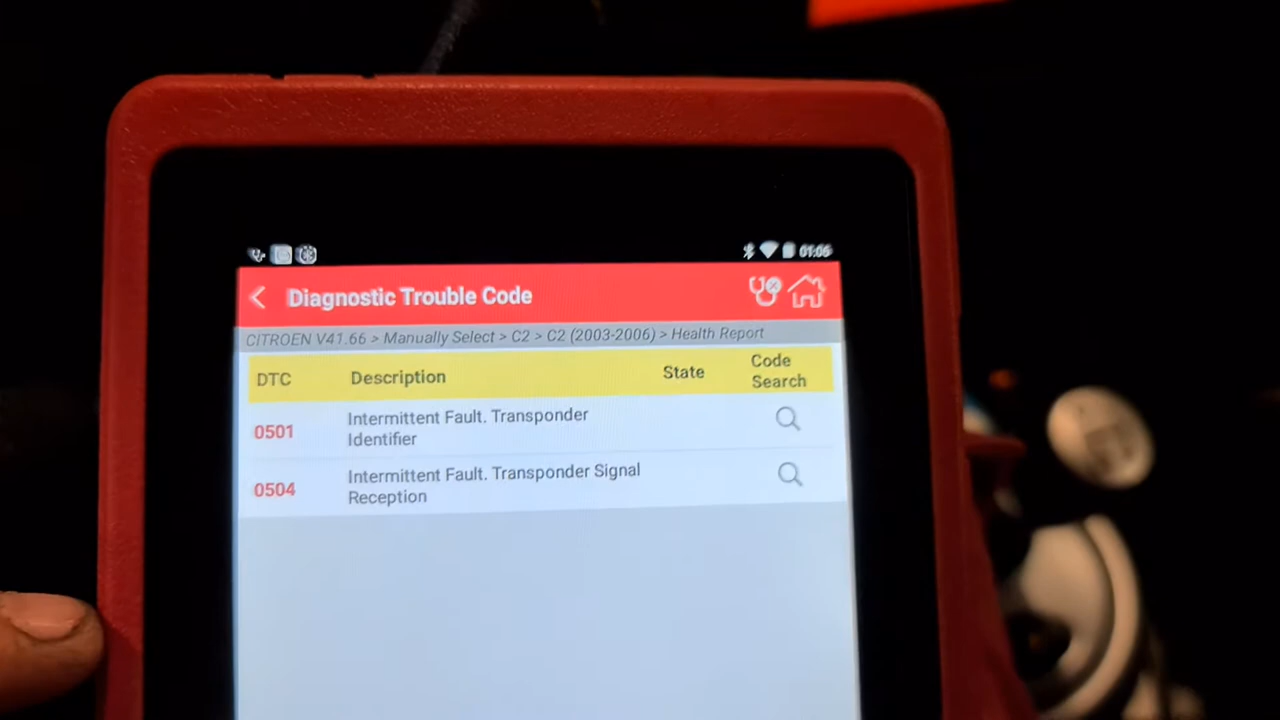 01:06
Diagnostic Trouble Code
CITROEN V41.66 > Manually Select > C2 > C2 (2003-2006) > Health Report
DTC Description State Code Search
0501 Intermittent Fault. Transponder
Identifier
0504 Intermittent Fault. Transponder Signal
Reception